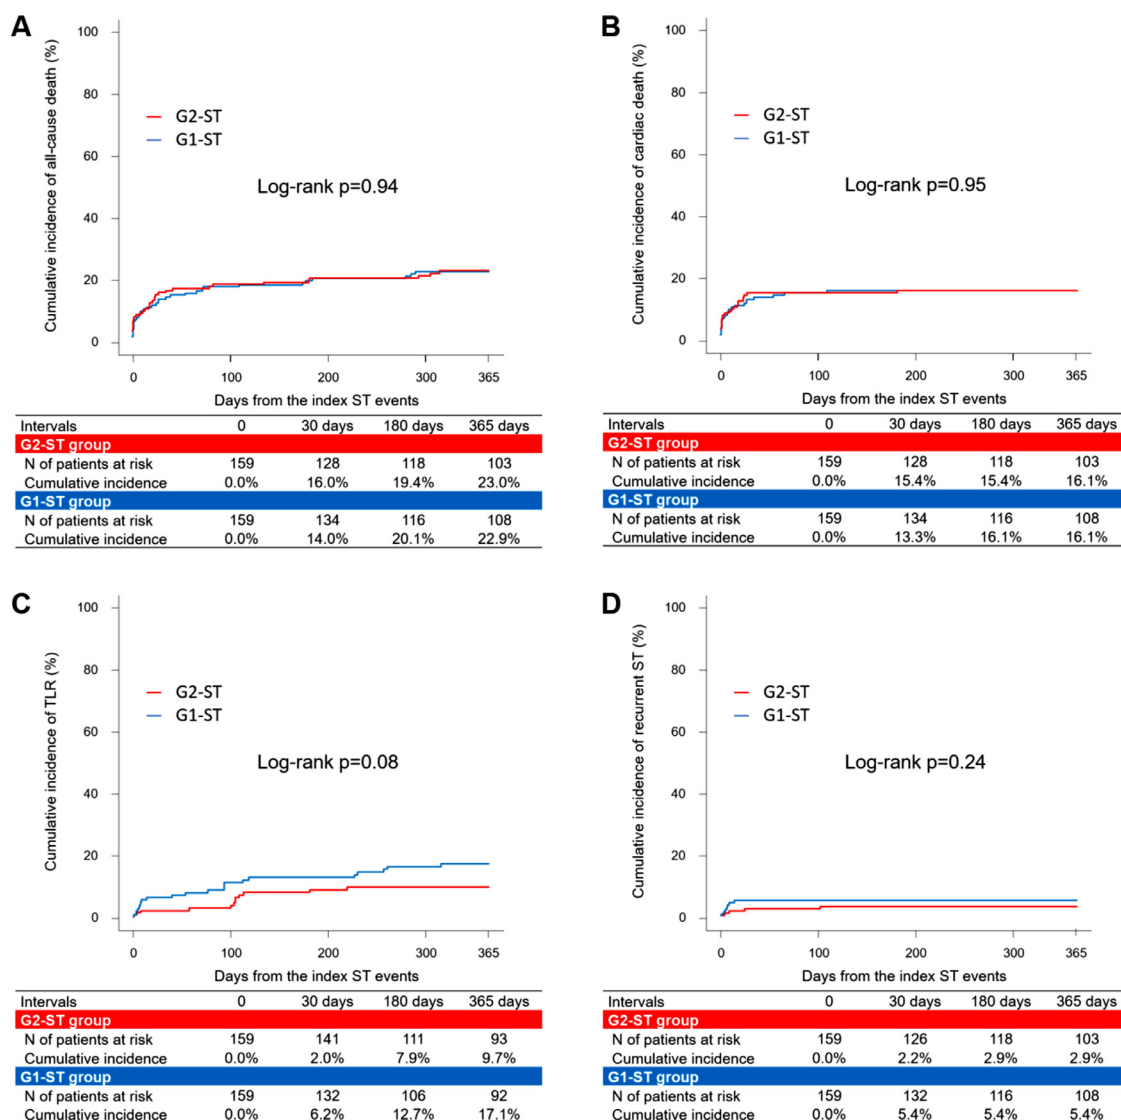 A
Cumulative incidence of all-cause death (%)
100
80
60
40
20
0
G2-ST
G1-ST
Log-rank p=0.94
0 100 200 300 365
Days from the index ST events
Intervals 0 30 days 180 days 365 days
G2-ST group
N of patients at risk 159 128 118 103
Cumulative incidence 0.0% 16.0% 19.4% 23.0%
G1-ST group
N of patients at risk 159 134 116 108
Cumulative incidence 0.0% 14.0% 20.1% 22.9%
B
Cumulative incidence of cardiac death (%)
100
80
60
40
20
0
G2-ST
G1-ST
Log-rank p=0.95
0 100 200 300 365
Days from the index ST events
Intervals 0 30 days 180 days 365 days
G2-ST group
N of patients at risk 159 128 118 103
Cumulative incidence 0.0% 15.4% 15.4% 16.1%
G1-ST group
N of patients at risk 159 134 116 108
Cumulative incidence 0.0% 13.3% 16.1% 16.1%
C
Cumulative incidence of TLR (%)
100
80
60
40
20
0
G2-ST
G1-ST
Log-rank p=0.08
0 100 200 300 365
Days from the index ST events
Intervals 0 30 days 180 days 365 days
G2-ST group
N of patients at risk 159 141 111 93
Cumulative incidence 0.0% 2.0% 7.9% 9.7%
G1-ST group
N of patients at risk 159 132 106 92
Cumulative incidence 0.0% 6.2% 12.7% 17.1%
D
Cumulative incidence of recurrent ST (%)
100
80
60
40
20
0
G2-ST
G1-ST
Log-rank p=0.24
0 100 200 300 365
Days from the index ST events
Intervals 0 30 days 180 days 365 days
G2-ST group
N of patients at risk 159 126 118 103
Cumulative incidence 0.0% 2.2% 2.9% 2.9%
G1-ST group
N of patients at risk 159 132 116 108
Cumulative incidence 0.0% 5.4% 5.4% 5.4%